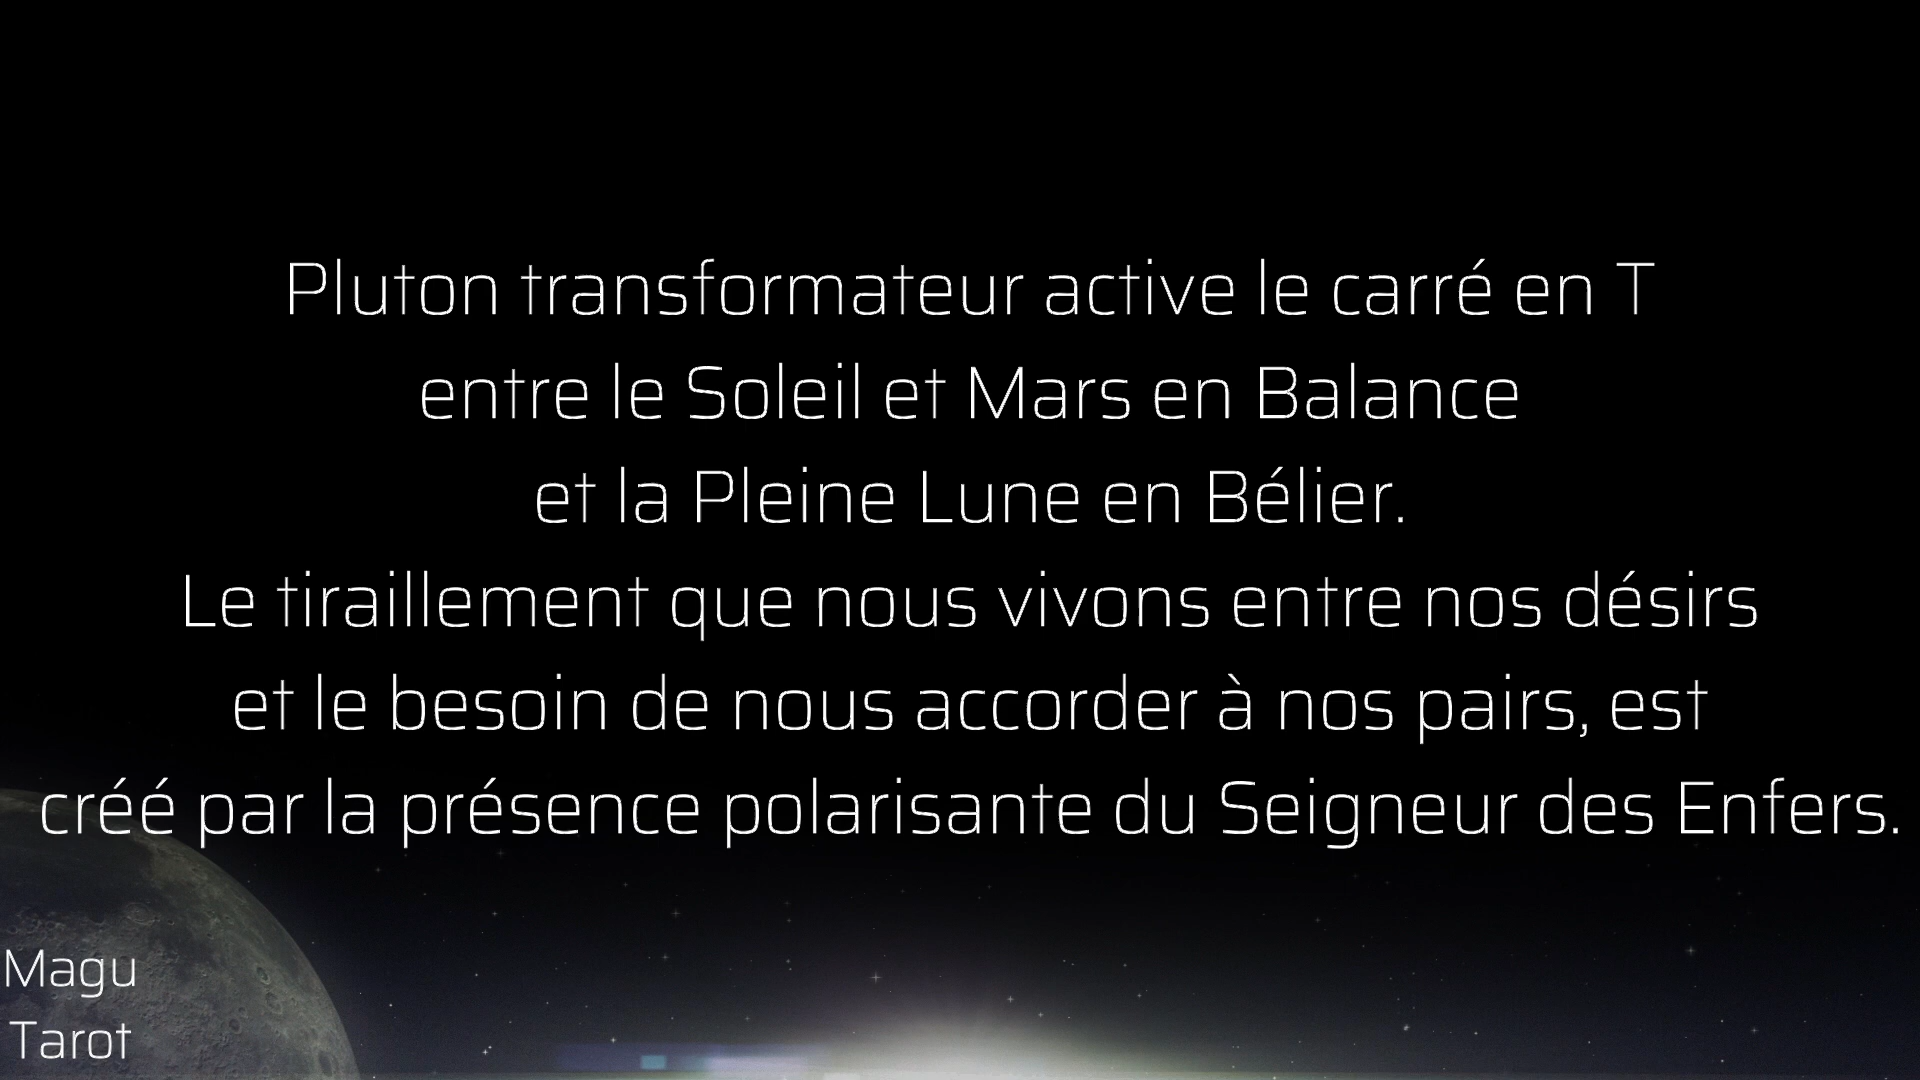 Pluton transformateur active le carré en T
entre le Soleil et Mars en Balance
et la Pleine Lune en Bélier.
Le tiraillement que nous vivons entre nos désirs
et le besoin de nous accorder à nos pairs, est
créé par la présence polarisante du Seigneur des Enfers.
Magu
Tarot